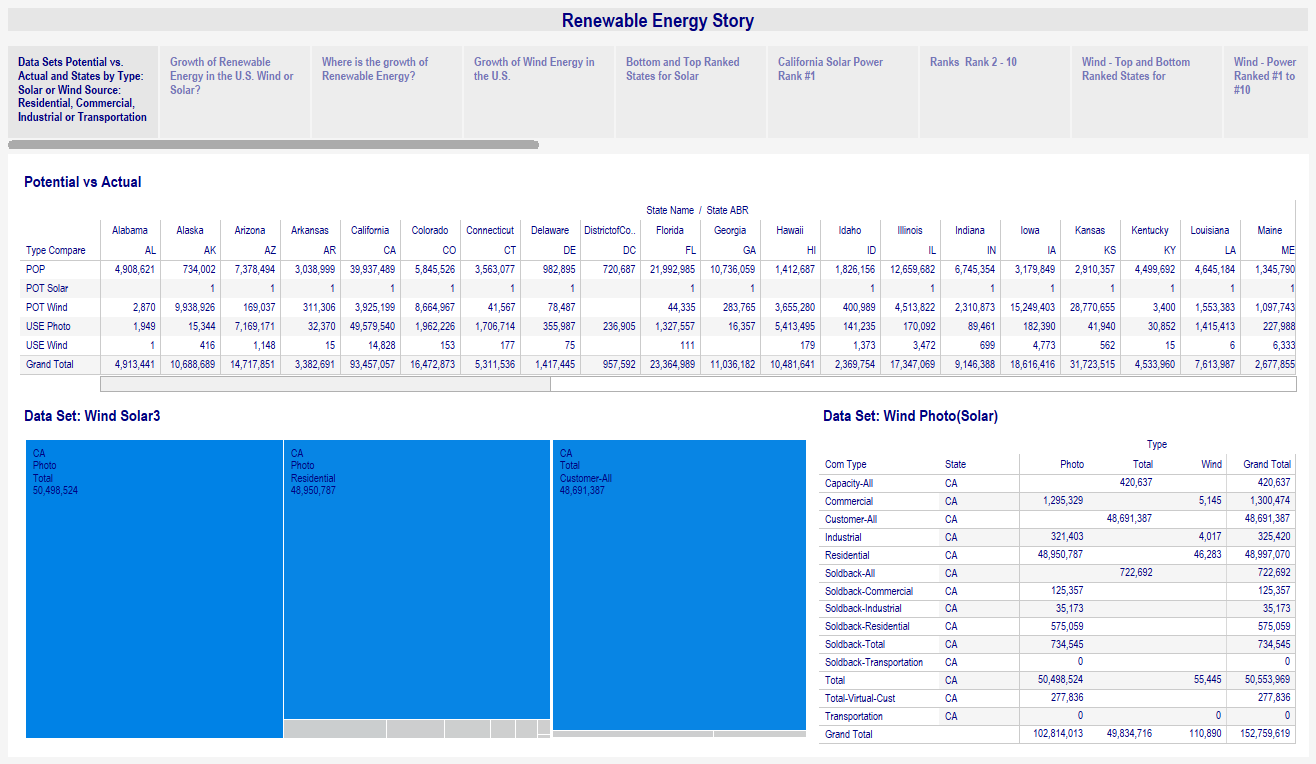 Renewable Energy Story
Data Sets Potential vs.
Actual and States by Type:
Solar or Wind Source:
Residential, Commercial,
Industrial or Transportation
Growth of Renewable
Energy in the U.S. Wind or
Solar?
Where is the growth of
Renewable Energy?
Growth of Wind Energy in
the U.S.
Bottom and Top Ranked
States for Solar
California Solar Power
Rank #1
Ranks Rank 2 - 10
Wind - Top and Bottom
Ranked States for
Wind - Power
Ranked #1 to
#10
Potential vs Actual
State Name / State ABR
Alabama Alaska Arizona Arkansas California Colorado Connecticut Delaware DistrictofCo.. Florida Georgia Hawaii Idaho Illinois Indiana Iowa Kansas Kentucky Louisiana Maine
Type Compare AL AK AZ AR CA CO CT DE DC FL GA HI ID IL IN IA KS KY LA ME
POP 4,908,621 734,002 7,378,494 3,038,999 39,937,489 5,845,526 3,563,077 982,895 720,687 21,992,985 10,736,059 1,412,687 1,826,156 12,659,682 6,745,354 3,179,849 2,910,357 4,499,692 4,645,184 1,345,790
POT Solar 1 1 1 1 1 1 1 1 1 1 1 1 1 1 1 1 1
POT Wind 2,870 9,938,926 169,037 311,306 3,925,199 8,664,967 41,567 78,487 44,335 283,765 3,655,280 400,989 4,513,822 2,310,873 15,249,403 28,770,655 3,400 1,553,383 1,097,743
USE Photo 1,949 15,344 7,169,171 32,370 49,579,540 1,962,226 1,706,714 355,987 236,905 1,327,557 16,357 5,413,495 141,235 170,092 89,461 182,390 41,940 30,852 1,415,413 227,988
USE Wind 1 416 1,148 15 14,828 153 177 75 111 179 1,373 3,472 699 4,773 562 15 6 6,333
Grand Total 4,913,441 10,688,689 14,717,851 3,382,691 93,457,057 16,472,873 5,311,536 1,417,445 957,592 23,364,989 11,036,182 10,481,641 2,369,754 17,347,069 9,146,388 18,616,416 31,723,515 4,533,960 7,613,987 2,677,855
Data Set: Wind Solar3
CA
Photo
Total
50,498,524
CA
Photo
Residential
48,950,787
CA
Total
Customer-All
48,691,387
Data Set: Wind Photo(Solar)
Type
Com Type State Photo Total Wind Grand Total
Capacity-All CA 420,637 420,637
Commercial CA 1,295,329 5,145 1,300,474
Customer-All CA 48,691,387 48,691,387
Industrial CA 321,403 4,017 325,420
Residential CA 48,950,787 46,283 48,997,070
Soldback-All CA 722,692 722,692
Soldback-Commercial CA 125,357 125,357
Soldback-Industrial CA 35,173 35,173
Soldback-Residential CA 575,059 575,059
Soldback-Total CA 734,545 734,545
Soldback-Transportation CA 0 0
Total CA 50,498,524 55,445 50,553,969
Total-Virtual-Cust CA 277,836 277,836
Transportation CA 0 0 0
Grand Total 102,814,013 49,834,716 110,890 152,759,619